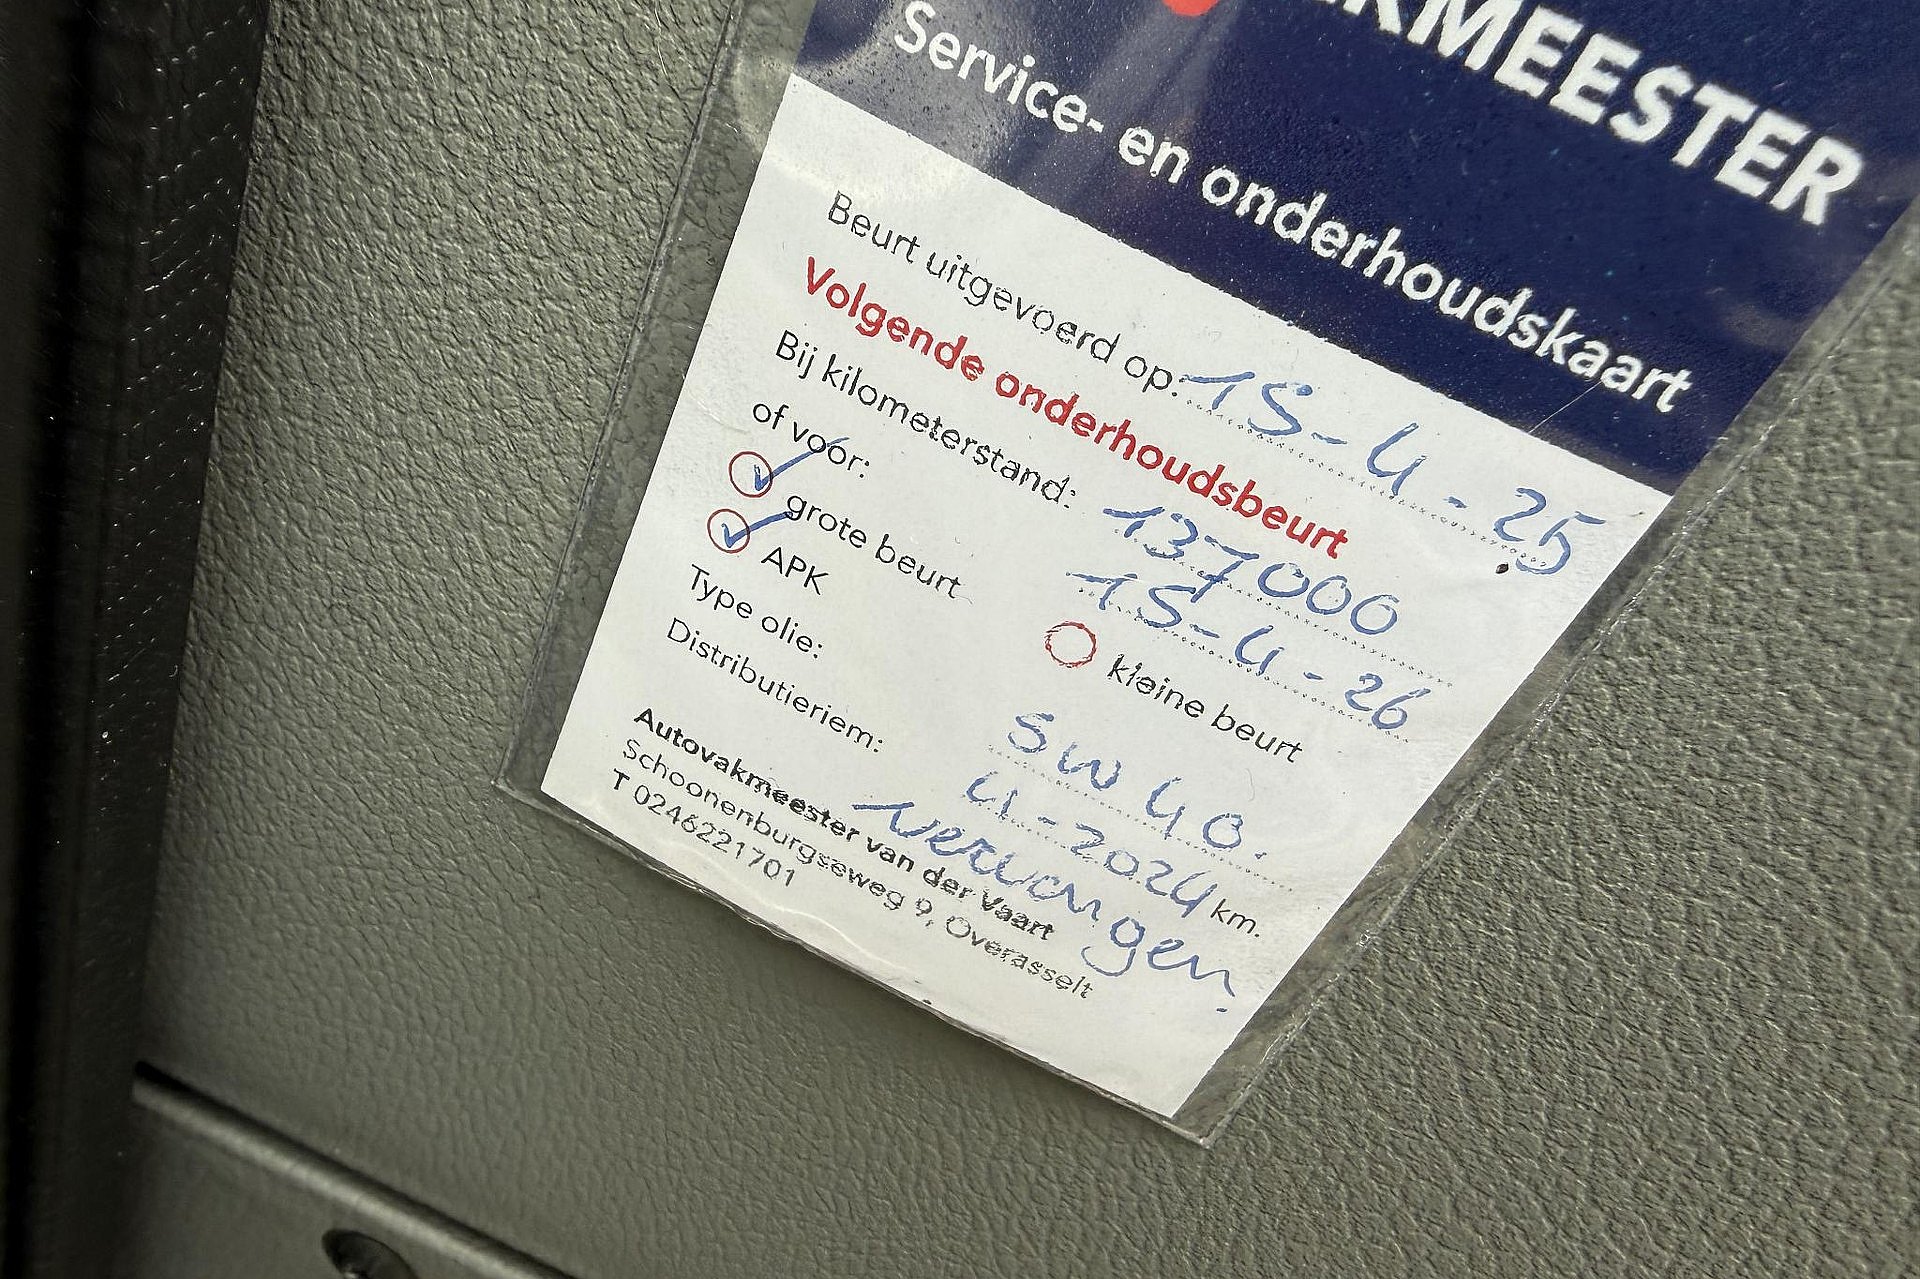 KMEESTER
Service- en onderhoudskaart
Beurt uitgevoerd op: 15-4-25
Volgende onderhoudsbeurt
Bij kilometerstand: 137000
of voor: 15-4-26
grote beurt kleine beurt
APK
Type olie: 5W40.
Distributieriem: 4-2024 km.
vervangen
Autovakmeester van der Vaart
Schoonenburgseweg 9, Overasselt
T 0246221701